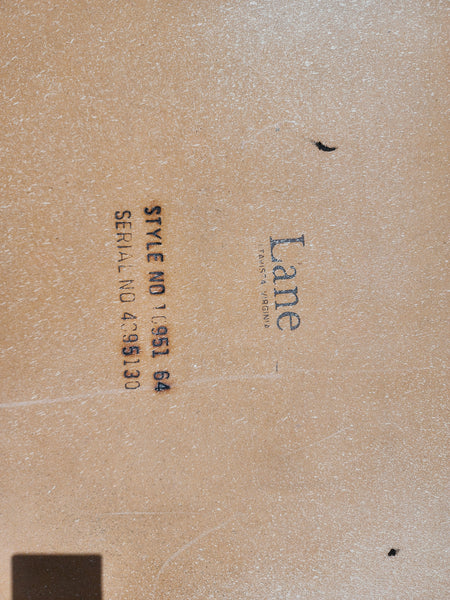 Lane
ALTAVISTA, VIRGINIA
STYLE NO 10951 64
SERIAL NO